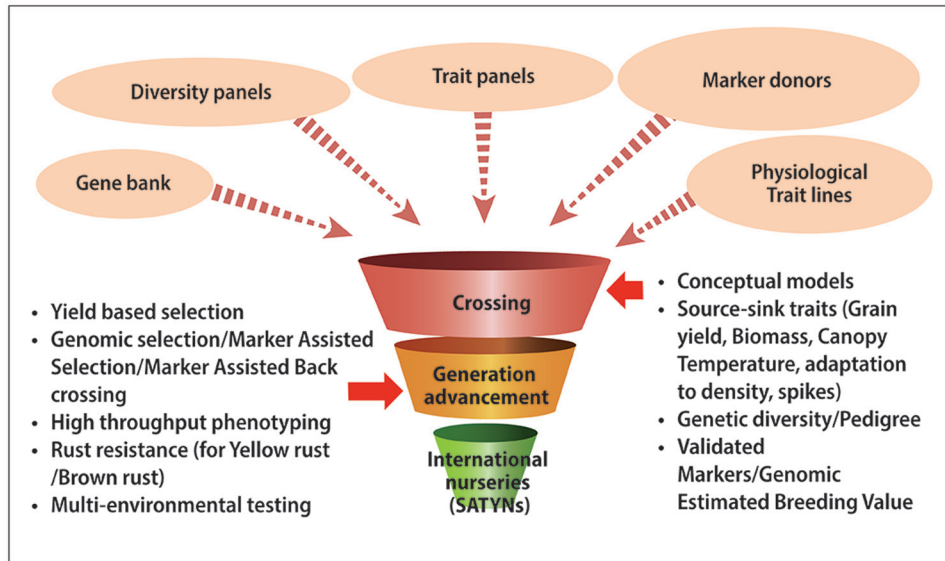 Diversity panels
Trait panels
Marker donors
Gene bank
Physiological
Trait lines
Crossing
Generation
advancement
International
nurseries
(SATYNs)
• Yield based selection
• Genomic selection/Marker Assisted
Selection/Marker Assisted Back
crossing
• High throughput phenotyping
• Rust resistance (for Yellow rust
/Brown rust)
• Multi-environmental testing
• Conceptual models
• Source-sink traits (Grain
yield, Biomass, Canopy
Temperature, adaptation
to density, spikes)
• Genetic diversity/Pedigree
• Validated
Markers/Genomic
Estimated Breeding Value